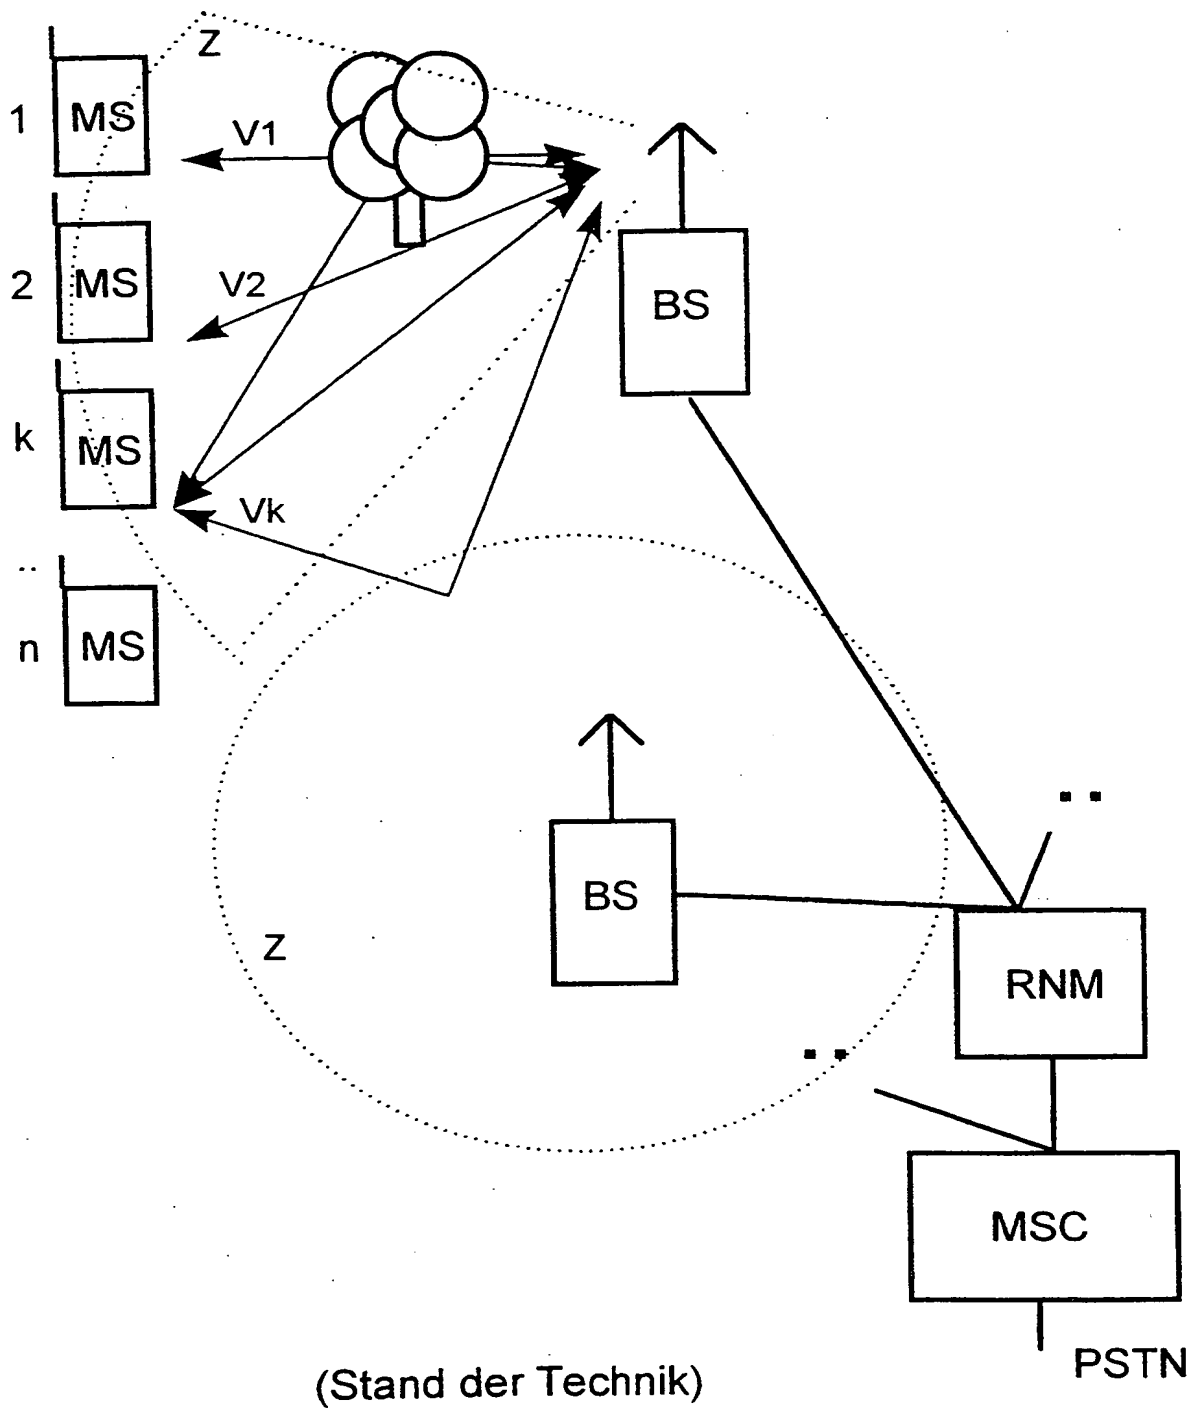 Z
1
MS
V1
2
MS
V2
BS
k
MS
Vk
..
n
MS
..
BS
Z
RNM
..
MSC
PSTN
(Stand der Technik)